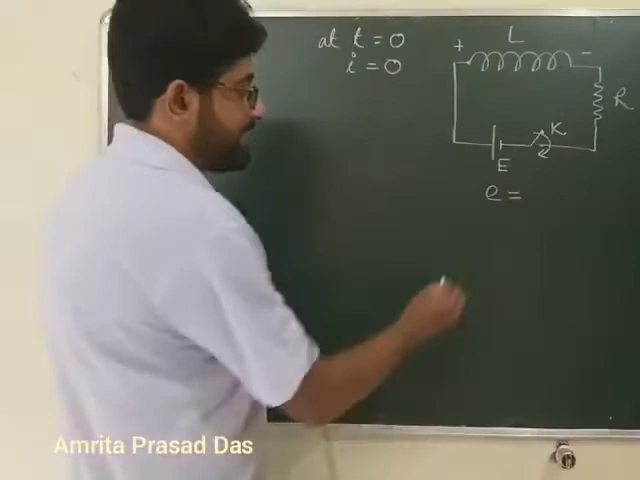 at t = 0
i = 0
+ L -
R
K
E
e =
Amrita Prasad Das